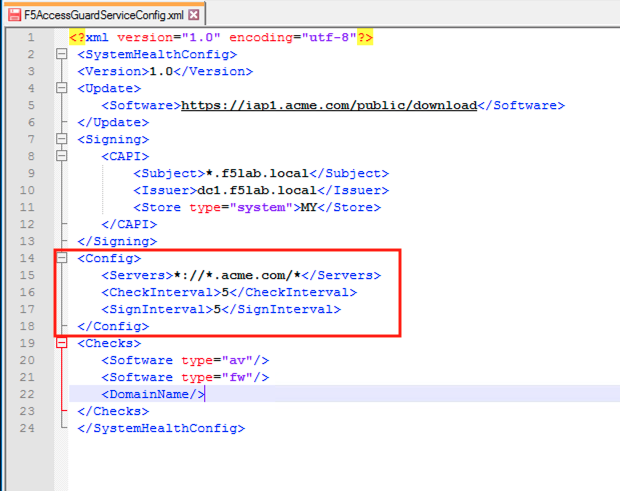 F5AccessGuardServiceConfig.xml
1 <?xml version="1.0" encoding="utf-8"?>
2 <SystemHealthConfig>
3 <Version>1.0</Version>
4 <Update>
5 <Software>https://iap1.acme.com/public/download</Software>
6 </Update>
7 <Signing>
8 <CAPI>
9 <Subject>*.f5lab.local</Subject>
10 <Issuer>dc1.f5lab.local</Issuer>
11 <Store type="system">MY</Store>
12 </CAPI>
13 </Signing>
14 <Config>
15 <Servers>*://*.acme.com/*</Servers>
16 <CheckInterval>5</CheckInterval>
17 <SignInterval>5</SignInterval>
18 </Config>
19 <Checks>
20 <Software type="av"/>
21 <Software type="fw"/>
22 <DomainName/>
23 </Checks>
24 </SystemHealthConfig>